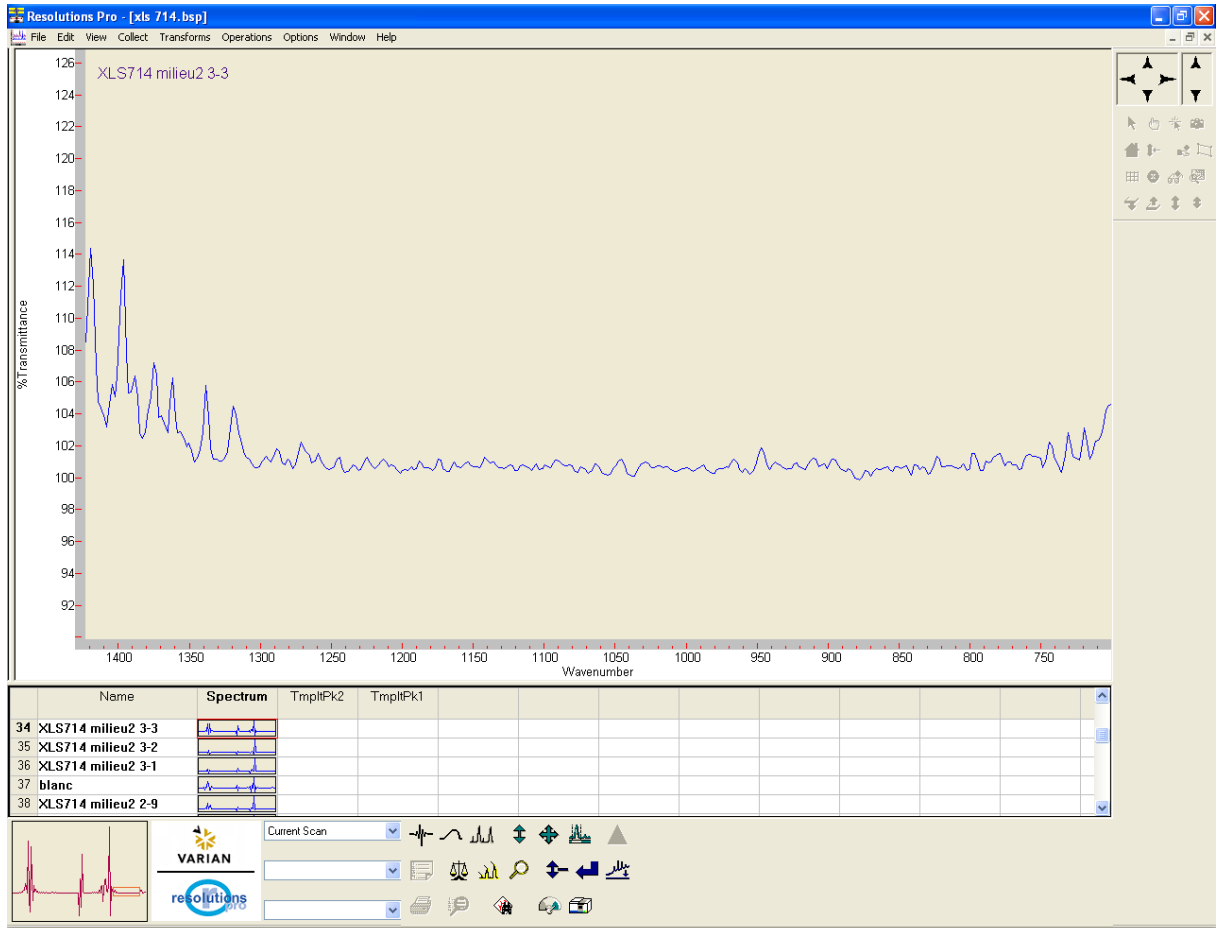 Resolutions Pro - [xls 714.bsp]
File Edit View Collect Transforms Operations Options Window Help
XLS714 milieu2 3-3
126
124
122
120
118
116
114
112
110
108
106
104
102
100
98
96
94
92
%Transmittance
1400 1350 1300 1250 1200 1150 1100 1050 1000 950 900 850 800 750
Wavenumber
Name Spectrum TmpltPk2 TmpltPk1
34 XLS714 milieu2 3-3
35 XLS714 milieu2 3-2
36 XLS714 milieu2 3-1
37 blanc
38 XLS714 milieu2 2-9
Current Scan
VARIAN
resolutions
pro